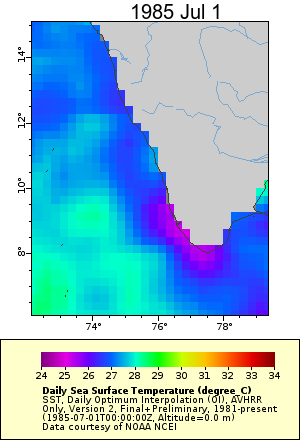 1985 Jul 1
14°
12°
10°
8°
74° 76° 78°
24 25 26 27 28 29 30 31 32 33 34
Daily Sea Surface Temperature (degree_C)
SST, Daily Optimum Interpolation (OI), AVHRR
Only, Version 2, Final+Preliminary, 1981-present
(1985-07-01T00:00:00Z, Altitude=0.0 m)
Data courtesy of NOAA NCEI